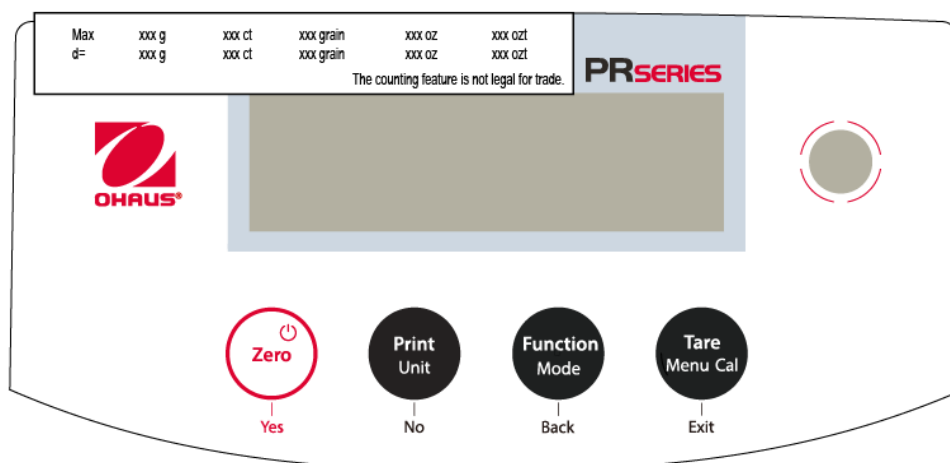 Max xxx g xxx ct xxx grain xxx oz xxx ozt
d= xxx g xxx ct xxx grain xxx oz xxx ozt
The counting feature is not legal for trade.
PRSERIES
OHAUS®
Zero
Print
Unit
Function
Mode
Tare
Menu Cal
Yes
No
Back
Exit